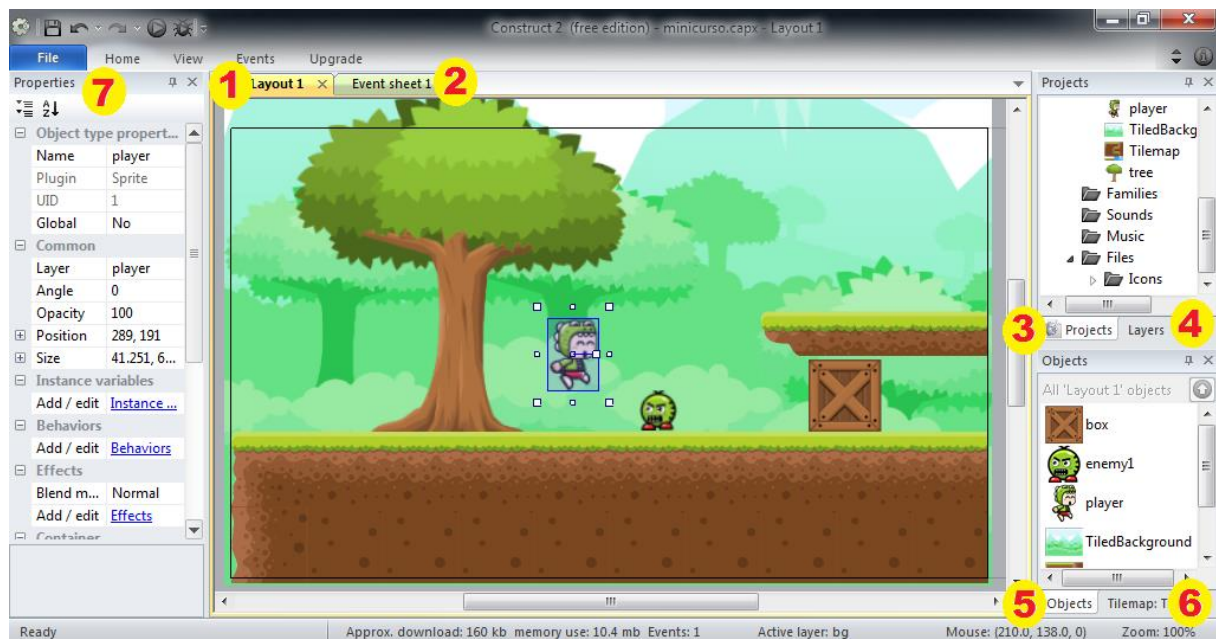 Construct 2 (free edition) - minicurso.capx - Layout 1
File Home View Events Upgrade
Properties
7
1 Layout 1 Event sheet 1 2
Projects
Object type propert...
Name player
Plugin Sprite
UID 1
Global No
Common
Layer player
Angle 0
Opacity 100
Position 289, 191
Size 41.251, 6...
Instance variables
Add / edit Instance ...
Behaviors
Add / edit Behaviors
Effects
Blend m... Normal
Add / edit Effects
Container
player
TiledBackg
Tilemap
tree
Families
Sounds
Music
Files
Icons
3 Projects Layers 4
Objects
All 'Layout 1' objects
box
enemy1
player
TiledBackground
5 Objects Tilemap: T 6
Ready Approx. download: 160 kb memory use: 10.4 mb Events: 1 Active layer: bg Mouse: (210.0, 138.0, 0) Zoom: 100%